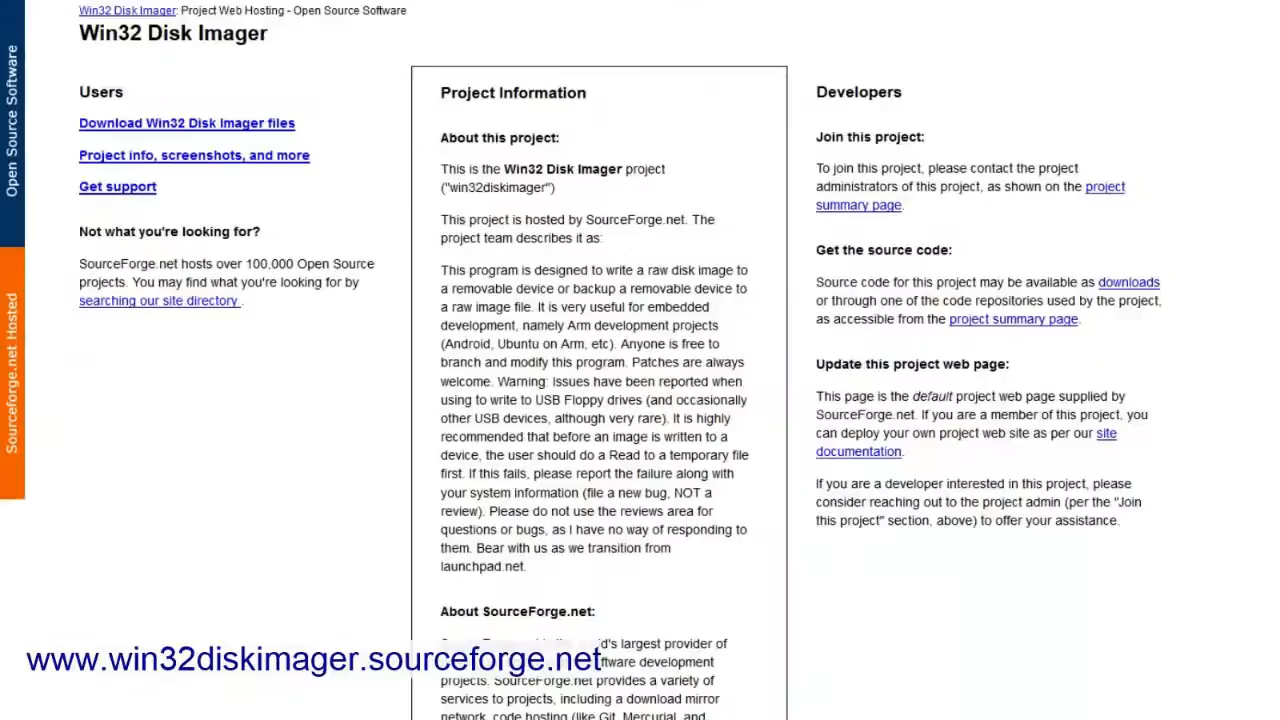 Win32 Disk Imager: Project Web Hosting - Open Source Software
Win32 Disk Imager
Open Source Software
Sourceforge.net Hosted
Users
Download Win32 Disk Imager files
Project info, screenshots, and more
Get support
Not what you're looking for?
SourceForge.net hosts over 100,000 Open Source
projects. You may find what you're looking for by
searching our site directory .
Project Information
About this project:
This is the Win32 Disk Imager project
("win32diskimager")
This project is hosted by SourceForge.net. The
project team describes it as:
This program is designed to write a raw disk image to
a removable device or backup a removable device to
a raw image file. It is very useful for embedded
development, namely Arm development projects
(Android, Ubuntu on Arm, etc). Anyone is free to
branch and modify this program. Patches are always
welcome. Warning: Issues have been reported when
using to write to USB Floppy drives (and occasionally
other USB devices, although very rare). It is highly
recommended that before an image is written to a
device, the user should do a Read to a temporary file
first. If this fails, please report the failure along with
your system information (file a new bug, NOT a
review). Please do not use the reviews area for
questions or bugs, as I have no way of responding to
them. Bear with us as we transition from
launchpad.net.
About SourceForge.net:
largest provider of
development
projects. SourceForge.net provides a variety of
services to projects, including a download mirror
network, code hosting (like Git, Mercurial, and
Developers
Join this project:
To join this project, please contact the project
administrators of this project, as shown on the project
summary page.
Get the source code:
Source code for this project may be available as downloads
or through one of the code repositories used by the project,
as accessible from the project summary page.
Update this project web page:
This page is the default project web page supplied by
SourceForge.net. If you are a member of this project, you
can deploy your own project web site as per our site
documentation.
If you are a developer interested in this project, please
consider reaching out to the project admin (per the "Join
this project" section, above) to offer your assistance.
www.win32diskimager.sourceforge.net